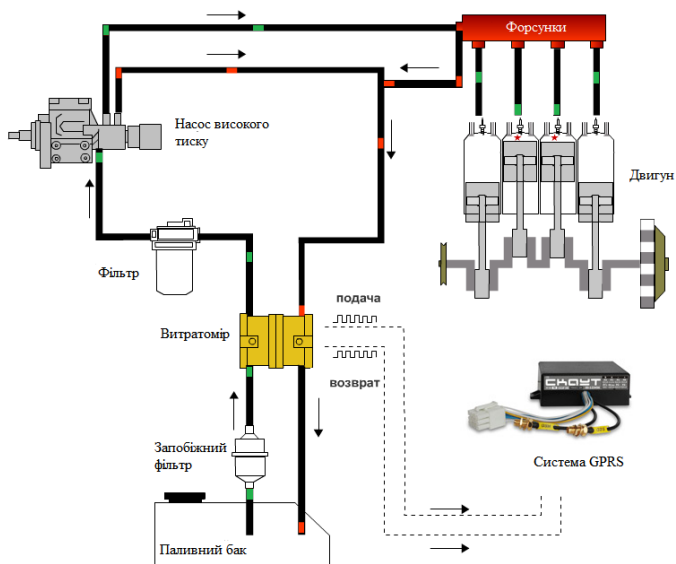 Форсунки
Насос високого
тиску
Двигун
Фільтр
подача
Витратомір
возврат
СКАУТ
Запобіжний
фільтр
Система GPRS
Паливний бак